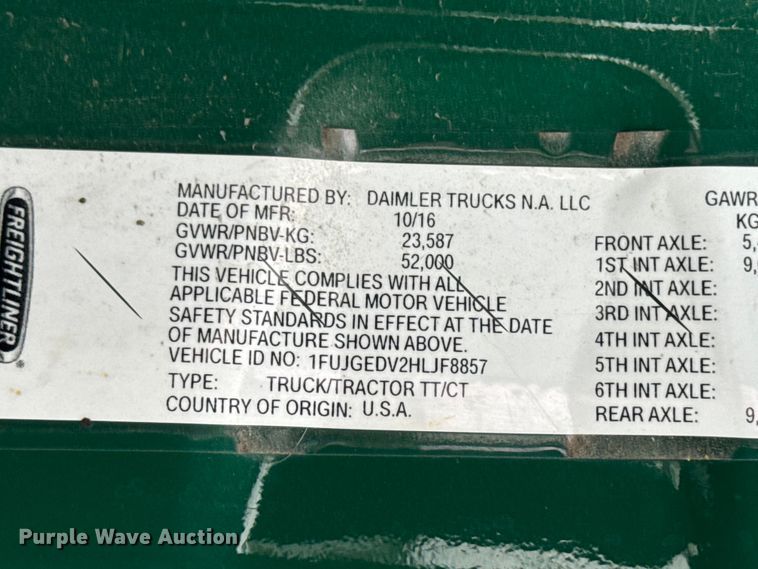 FREIGHTLINER
®
MANUFACTURED BY: DAIMLER TRUCKS N.A. LLC
DATE OF MFR: 10/16
GVWR/PNBV-KG: 23,587
GVWR/PNBV-LBS: 52,000
THIS VEHICLE COMPLIES WITH ALL
APPLICABLE FEDERAL MOTOR VEHICLE
SAFETY STANDARDS IN EFFECT AT THE DATE
OF MANUFACTURE SHOWN ABOVE.
VEHICLE ID NO: 1FUJGEDV2HLJF8857
TYPE: TRUCK/TRACTOR TT/CT
COUNTRY OF ORIGIN: U.S.A.
GAWR
KG
FRONT AXLE: 5,
1ST INT AXLE: 9,
2ND INT AXLE:
3RD INT AXLE:
4TH INT AXLE:
5TH INT AXLE:
6TH INT AXLE:
REAR AXLE: 9,
Purple Wave Auction